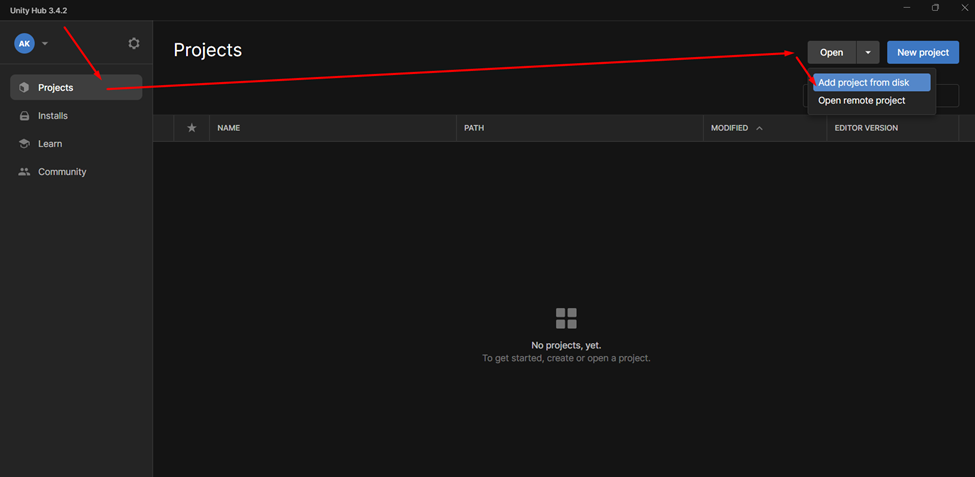 Unity Hub 3.4.2
AK
Projects
Installs
Learn
Community
Projects
Open
New project
Add project from disk
Open remote project
NAME PATH MODIFIED EDITOR VERSION
No projects, yet.
To get started, create or open a project.